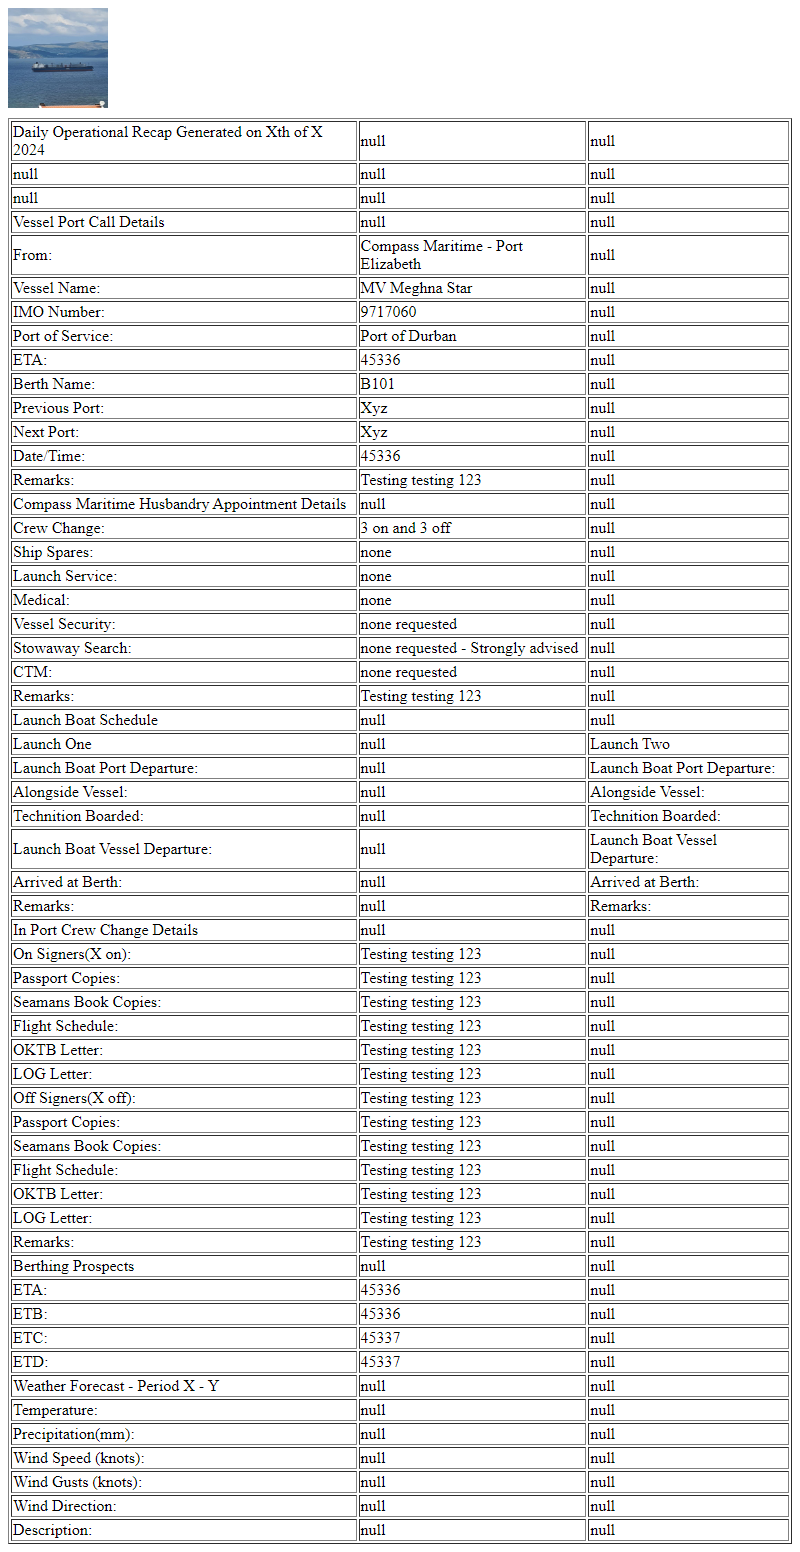 Daily Operational Recap Generated on Xth of X 2024 null null
null null null
null null null
Vessel Port Call Details null null
From: Compass Maritime - Port Elizabeth null
Vessel Name: MV Meghna Star null
IMO Number: 9717060 null
Port of Service: Port of Durban null
ETA: 45336 null
Berth Name: B101 null
Previous Port: Xyz null
Next Port: Xyz null
Date/Time: 45336 null
Remarks: Testing testing 123 null
Compass Maritime Husbandry Appointment Details null null
Crew Change: 3 on and 3 off null
Ship Spares: none null
Launch Service: none null
Medical: none null
Vessel Security: none requested null
Stowaway Search: none requested - Strongly advised null
CTM: none requested null
Remarks: Testing testing 123 null
Launch Boat Schedule null null
Launch One null Launch Two
Launch Boat Port Departure: null Launch Boat Port Departure:
Alongside Vessel: null Alongside Vessel:
Technition Boarded: null Technition Boarded:
Launch Boat Vessel Departure: null Launch Boat Vessel Departure:
Arrived at Berth: null Arrived at Berth:
Remarks: null Remarks:
In Port Crew Change Details null null
On Signers(X on): Testing testing 123 null
Passport Copies: Testing testing 123 null
Seamans Book Copies: Testing testing 123 null
Flight Schedule: Testing testing 123 null
OKTB Letter: Testing testing 123 null
LOG Letter: Testing testing 123 null
Off Signers(X off): Testing testing 123 null
Passport Copies: Testing testing 123 null
Seamans Book Copies: Testing testing 123 null
Flight Schedule: Testing testing 123 null
OKTB Letter: Testing testing 123 null
LOG Letter: Testing testing 123 null
Remarks: Testing testing 123 null
Berthing Prospects null null
ETA: 45336 null
ETB: 45336 null
ETC: 45337 null
ETD: 45337 null
Weather Forecast - Period X - Y null null
Temperature: null null
Precipitation(mm): null null
Wind Speed (knots): null null
Wind Gusts (knots): null null
Wind Direction: null null
Description: null null